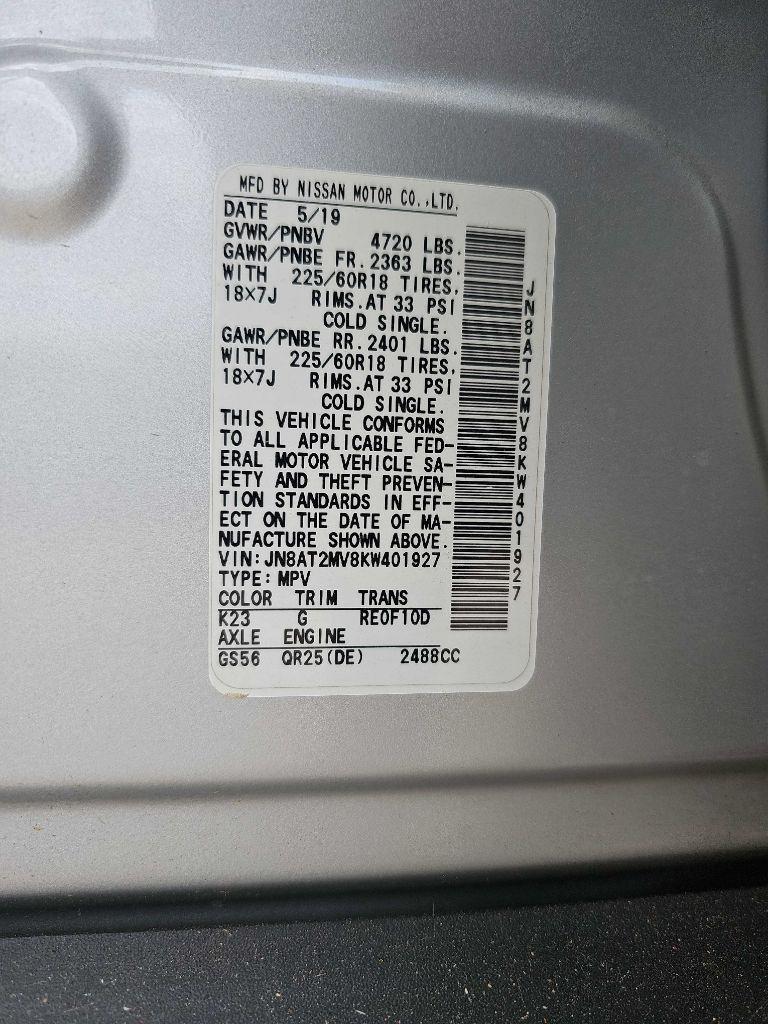 MFD BY NISSAN MOTOR CO.,LTD.
DATE 5/19
GVWR/PNBV 4720 LBS.
GAWR/PNBE FR. 2363 LBS.
WITH 225/60R18 TIRES,
18×7J RIMS.AT 33 PSI
COLD SINGLE.
GAWR/PNBE RR. 2401 LBS.
WITH 225/60R18 TIRES,
18×7J RIMS.AT 33 PSI
COLD SINGLE.
THIS VEHICLE CONFORMS
TO ALL APPLICABLE FED-
ERAL MOTOR VEHICLE SA-
FETY AND THEFT PREVEN-
TION STANDARDS IN EFF-
ECT ON THE DATE OF MA-
NUFACTURE SHOWN ABOVE.
VIN:JN8AT2MV8KW401927
TYPE:MPV
COLOR TRIM TRANS
K23 G RE0F10D
AXLE ENGINE
GS56 QR25(DE) 2488CC
JN8AT2MV8KW401927